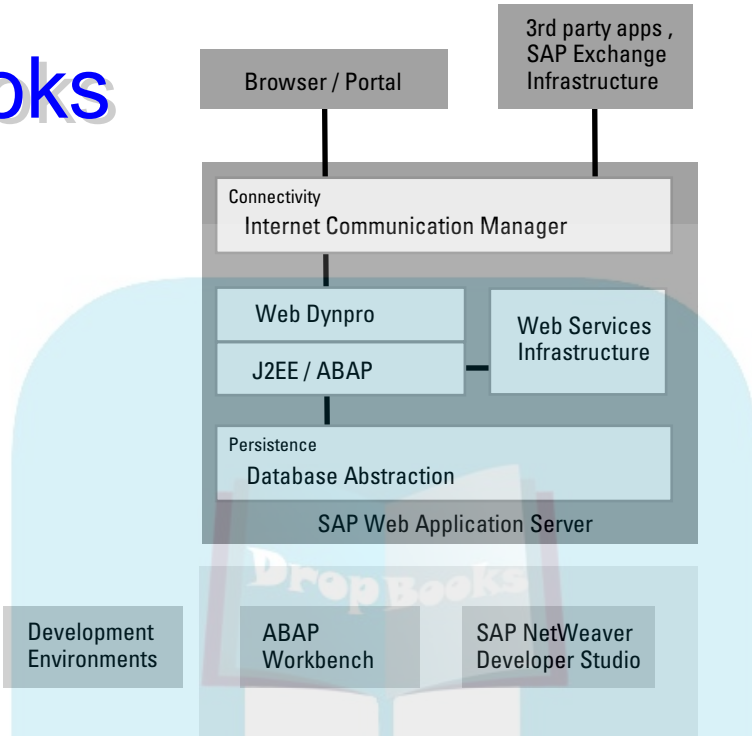 oks
Browser / Portal
3rd party apps ,
SAP Exchange
Infrastructure
Connectivity
Internet Communication Manager
Web Dynpro
J2EE / ABAP
Web Services
Infrastructure
Persistence
Database Abstraction
SAP Web Application Server
DropBooks
Development
Environments
ABAP
Workbench
SAP NetWeaver
Developer Studio